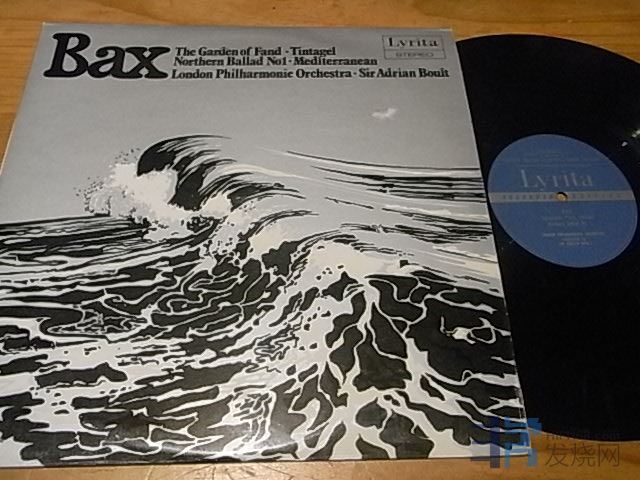 Bax
The Garden of Fand · Tintagel
Northern Ballad No1 · Mediterranean
London Philharmonic Orchestra · Sir Adrian Boult
Lyrita
STEREO
Lyrita
发烧网